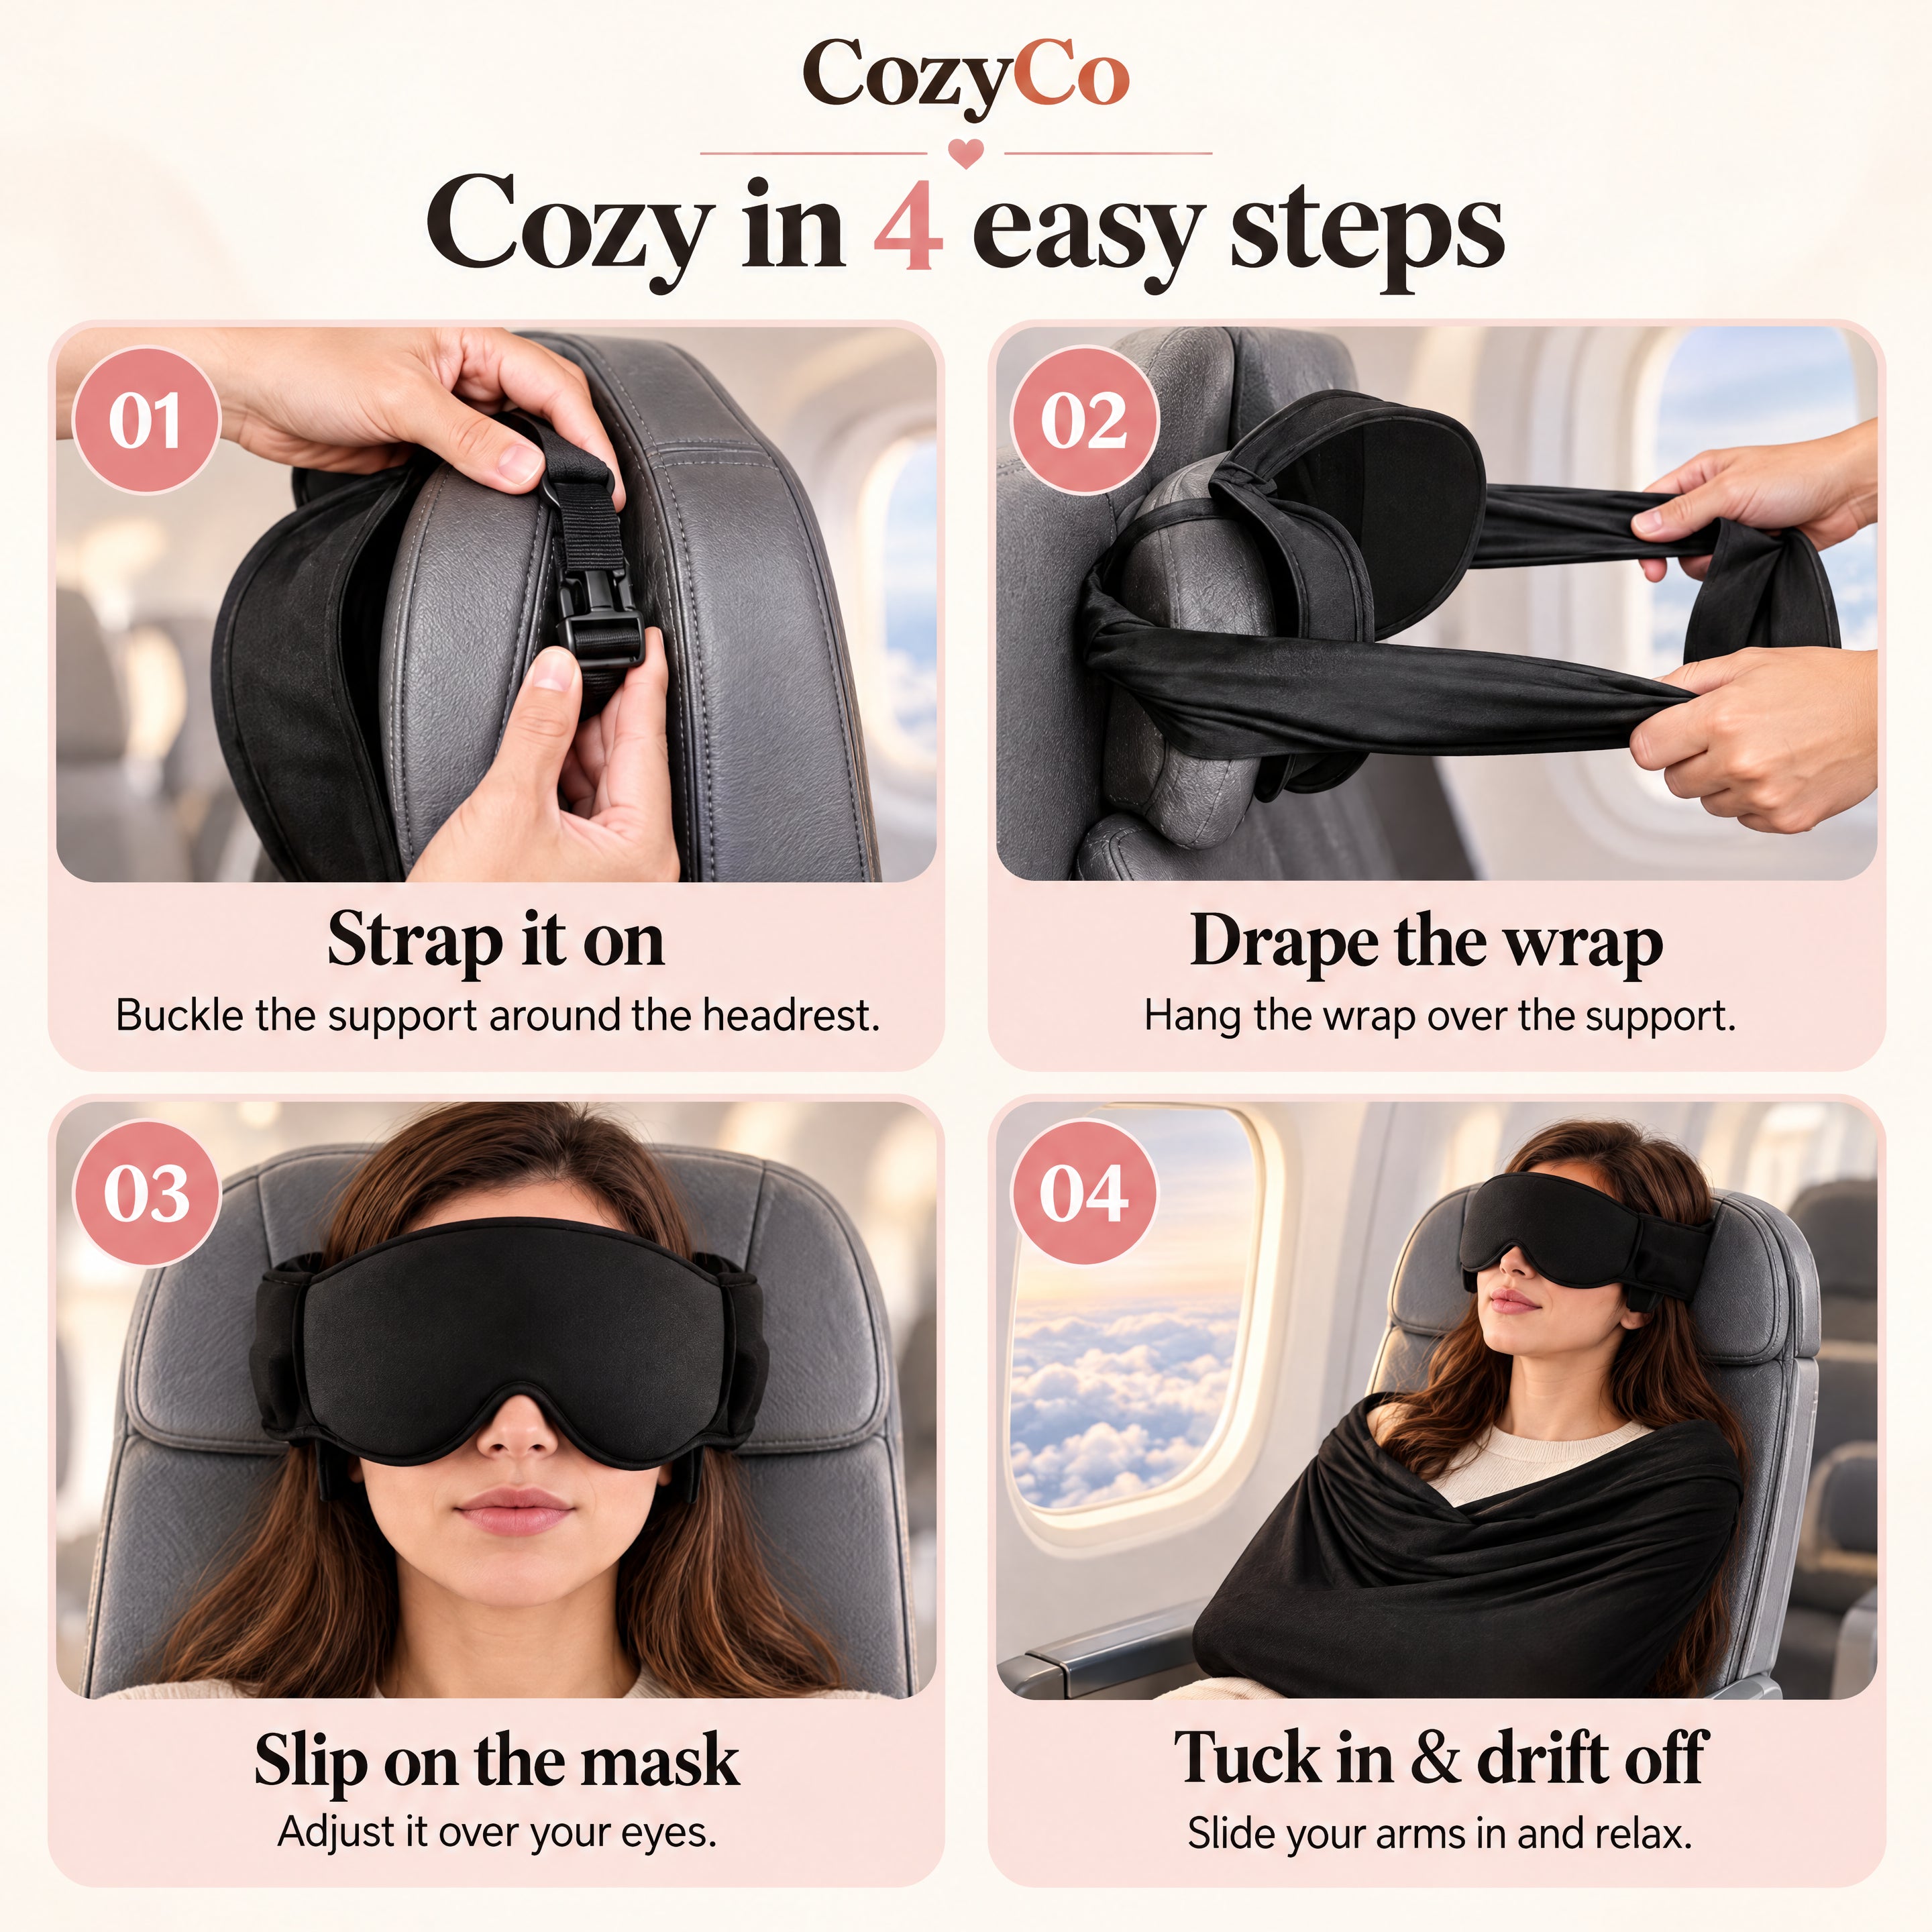 CozyCo
Cozy in 4 easy steps
01
Strap it on
Buckle the support around the headrest.
02
Drape the wrap
Hang the wrap over the support.
03
Slip on the mask
Adjust it over your eyes.
04
Tuck in & drift off
Slide your arms in and relax.